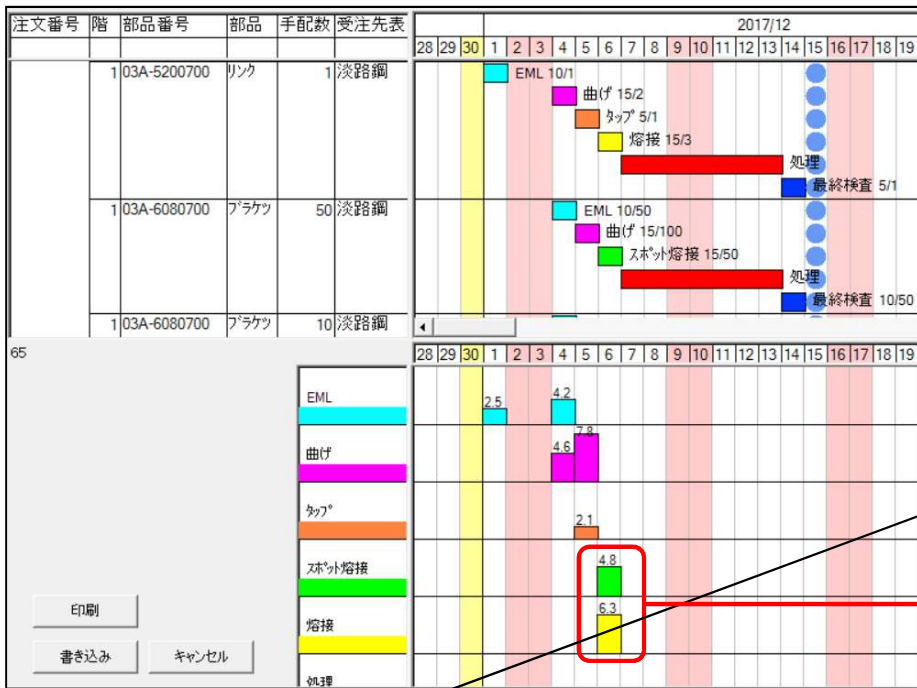 注文番号 階 部品番号 部品 手配数 受注先表 2017/12
28 29 30 1 2 3 4 5 6 7 8 9 10 11 12 13 14 15 16 17 18 19
1 03A-5200700 リンク 1 淡路鋼 EML 10/1
曲げ 15/2
タップ 5/1
熔接 15/3
処理
最終検査 5/1
1 03A-6080700 ブラケツ 50 淡路鋼 EML 10/50
曲げ 15/100
スポット熔接 15/50
処理
最終検査 10/50
1 03A-6080700 ブラケツ 10 淡路鋼
65 28 29 30 1 2 3 4 5 6 7 8 9 10 11 12 13 14 15 16 17 18 19
EML 2.5 4.2
曲げ 4.6 7.8
タップ 2.1
スポット熔接 4.8
熔接 6.3
処理
印刷
書き込み キャンセル